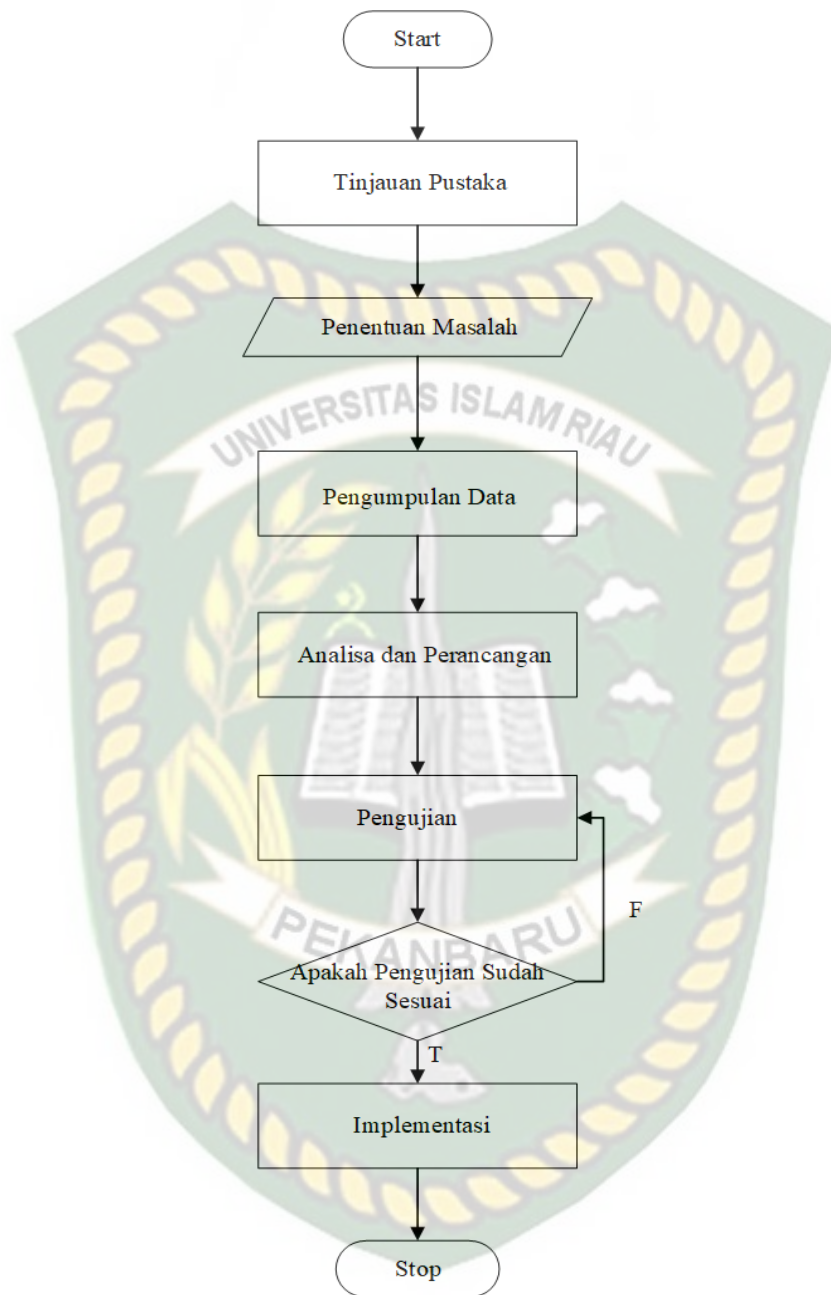 Start
Tinjauan Pustaka
Penentuan Masalah
UNIVERSITAS ISLAM RIAU
Pengumpulan Data
Analisa dan Perancangan
Pengujian
F
PEKANBARU
Apakah Pengujian Sudah
Sesuai
T
Implementasi
Stop